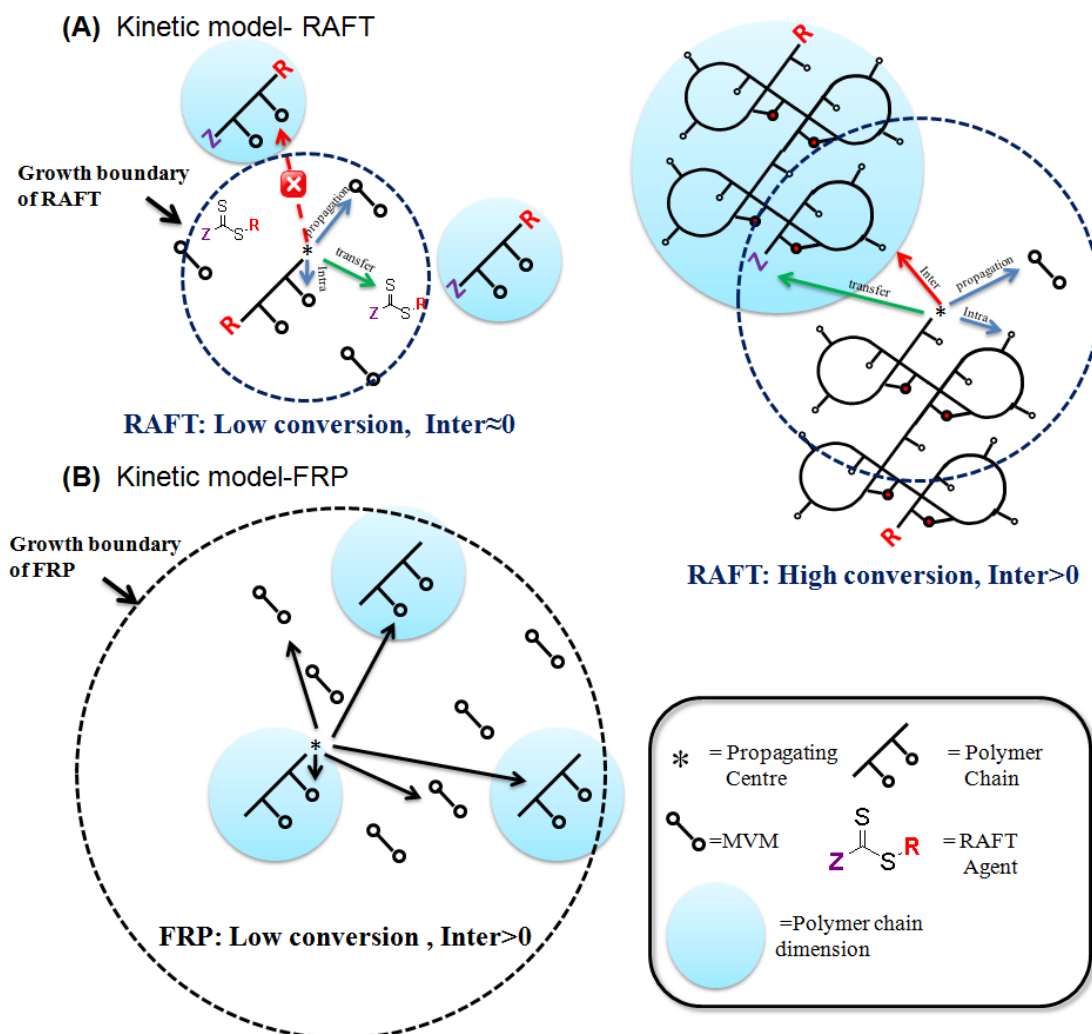 (A) Kinetic model- RAFT
R
Z
Growth boundary
of RAFT
S
Z
S
R
propagation
*
Intra
transfer
S
Z
S
R
R
R
Z
RAFT: Low conversion, Inter≈0
R
Z
transfer
Inter
propagation
*
Intra
R
RAFT: High conversion, Inter>0
(B) Kinetic model-FRP
Growth boundary
of FRP
*
FRP: Low conversion , Inter>0
* = Propagating
Centre
= Polymer
Chain
=MVM
S
Z
S
R
= RAFT
Agent
=Polymer chain
dimension